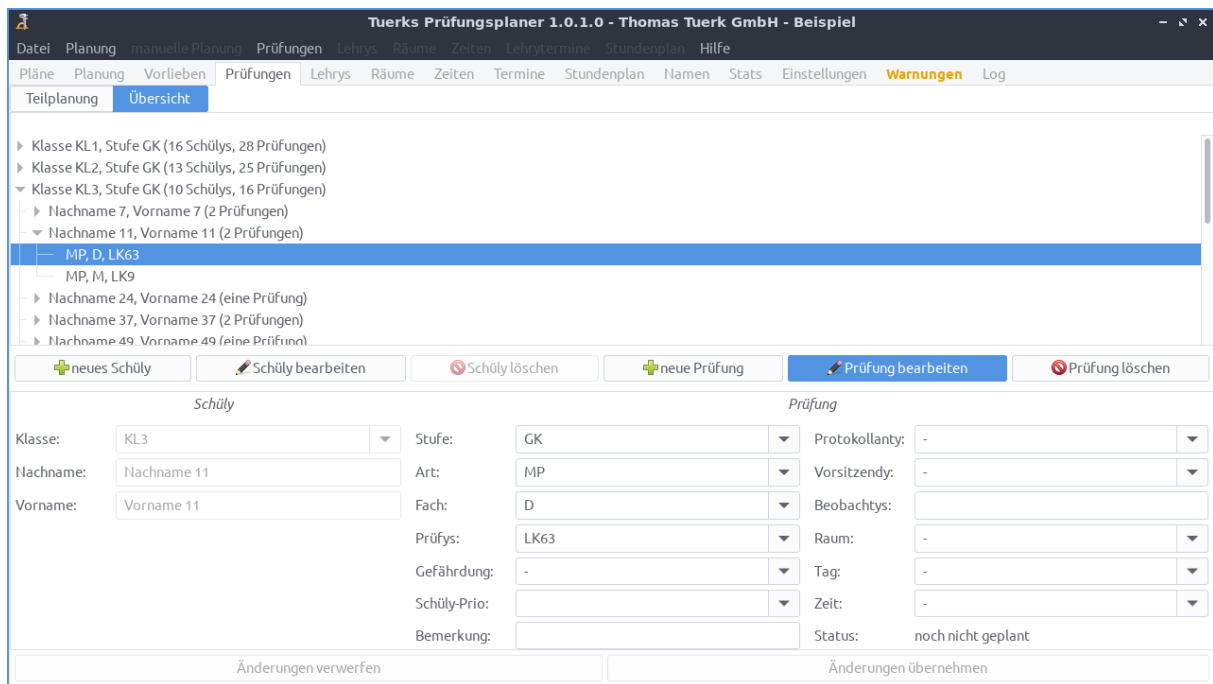 Tuerks Prüfungsplaner 1.0.1.0 - Thomas Tuerk GmbH - Beispiel
Datei Planung manuelle Planung Prüfungen Lehrys Räume Zeiten Lehrytermine Stundenplan Hilfe
Pläne Planung Vorlieben Prüfungen Lehrys Räume Zeiten Termine Stundenplan Namen Stats Einstellungen Warnungen Log
Teilplanung Übersicht
Klasse KL1, Stufe GK (16 Schülys, 28 Prüfungen)
Klasse KL2, Stufe GK (13 Schülys, 25 Prüfungen)
Klasse KL3, Stufe GK (10 Schülys, 16 Prüfungen)
Nachname 7, Vorname 7 (2 Prüfungen)
Nachname 11, Vorname 11 (2 Prüfungen)
MP, D, LK63
MP, M, LK9
Nachname 24, Vorname 24 (eine Prüfung)
Nachname 37, Vorname 37 (2 Prüfungen)
Nachname 49, Vorname 49 (eine Prüfung)
neues Schüly Schüly bearbeiten Schüly löschen neue Prüfung Prüfung bearbeiten Prüfung löschen
Schüly Prüfung
Klasse: KL3 Stufe: GK Protokollanty: -
Nachname: Nachname 11 Art: MP Vorsitzendy: -
Vorname: Vorname 11 Fach: D Beobachtys:
Prüfys: LK63 Raum: -
Gefährdung: - Tag: -
Schüly-Prio: Zeit: -
Bemerkung: Status: noch nicht geplant
Änderungen verwerfen Änderungen übernehmen